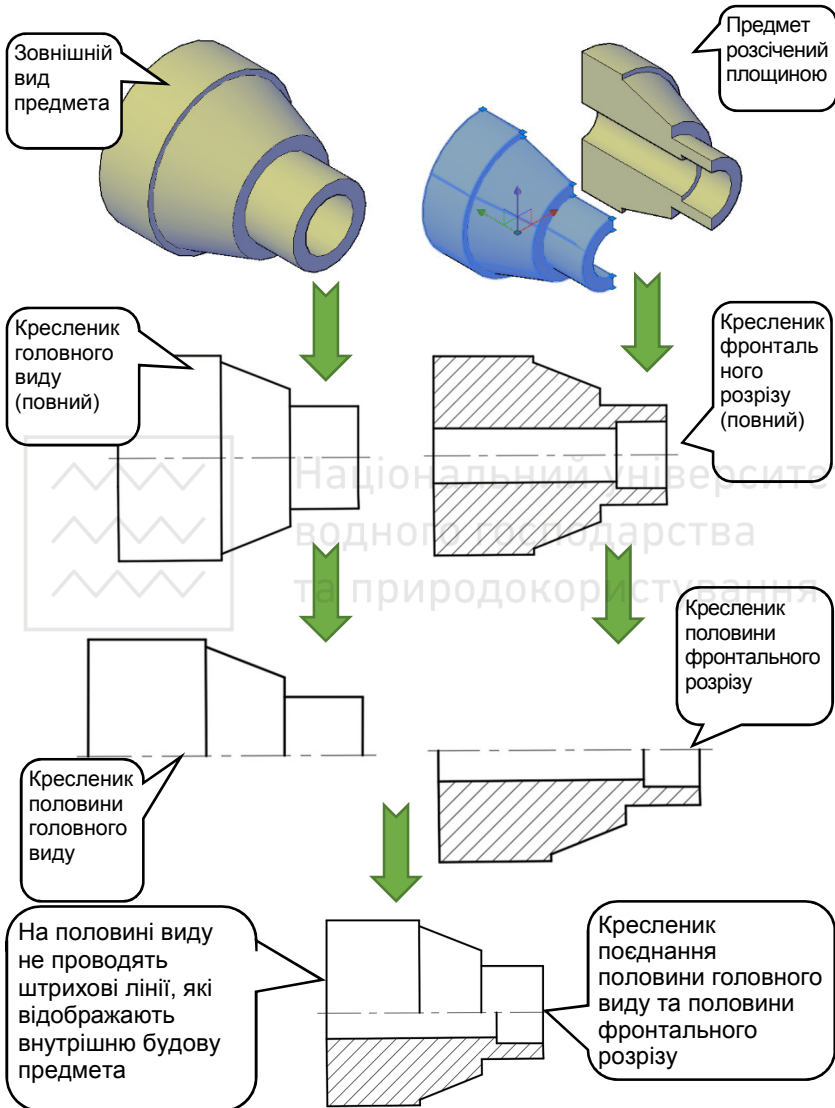 Зовнішній
вид
предмета
Предмет
розсічений
площиною
Кресленик
головного
виду
(повний)
Кресленик
фронталь
ного
розрізу
(повний)
Національний університе
водного господарства
та природокористування
Кресленик
половини
фронтального
розрізу
Кресленик
половини
головного
виду
На половині виду
не проводять
штрихові лінії, які
відображають
внутрішню будову
предмета
Кресленик
поєднання
половини головного
виду та половини
фронтального
розрізу